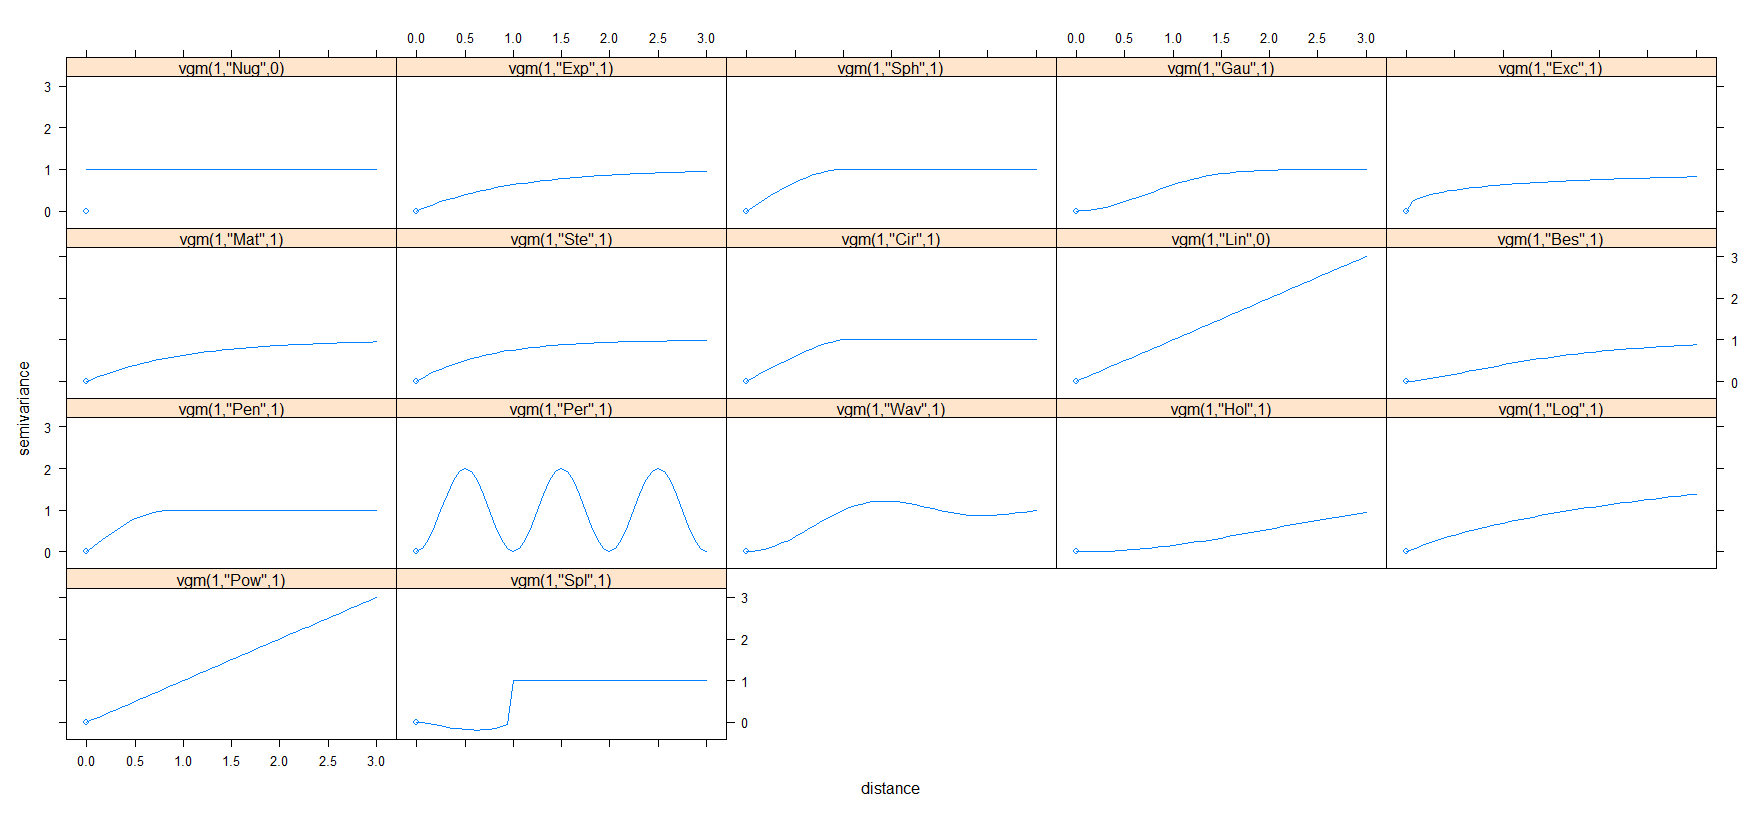 0.0 0.5 1.0 1.5 2.0 2.5 3.0 0.0 0.5 1.0 1.5 2.0 2.5 3.0
vgm(1,"Nug",0) vgm(1,"Exp",1) vgm(1,"Sph",1) vgm(1,"Gau",1) vgm(1,"Exc",1)
3
2
1
0
vgm(1,"Mat",1) vgm(1,"Ste",1) vgm(1,"Cir",1) vgm(1,"Lin",0) vgm(1,"Bes",1)
3
2
1
0
semivariance
vgm(1,"Pen",1) vgm(1,"Per",1) vgm(1,"Wav",1) vgm(1,"Hol",1) vgm(1,"Log",1)
3
2
1
0
vgm(1,"Pow",1) vgm(1,"Spl",1)
3
2
1
0
0.0 0.5 1.0 1.5 2.0 2.5 3.0
distance